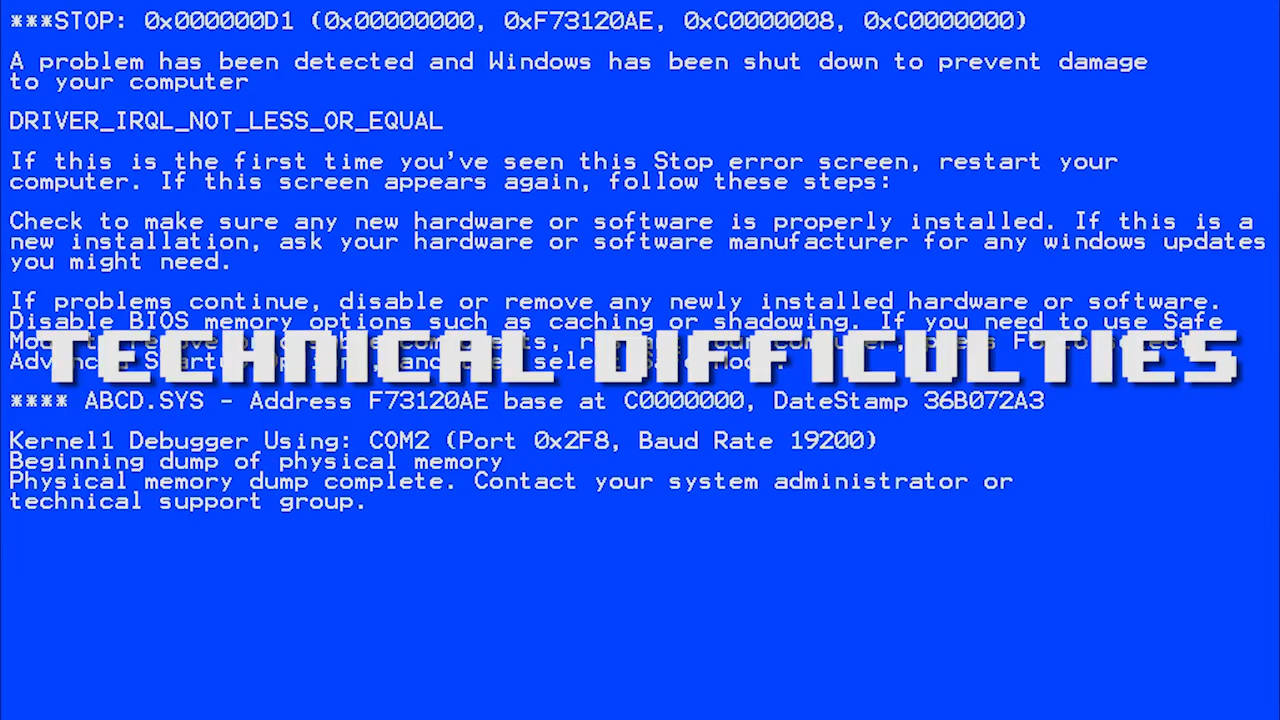 ***STOP: 0x000000D1 (0x00000000, 0xF73120AE, 0xC0000008, 0xC0000000)
A problem has been detected and Windows has been shut down to prevent damage
to your computer
DRIVER_IRQL_NOT_LESS_OR_EQUAL
If this is the first time you've seen this Stop error screen, restart your
computer. If this screen appears again, follow these steps:
Check to make sure any new hardware or software is properly installed. If this is a
new installation, ask your hardware or software manufacturer for any windows updates
you might need.
If problems continue, disable or remove any newly installed hardware or software.
Disable BIOS memory options such as caching or shadowing. If you need to use Safe
TECHNICAL DIFFICULTIES
**** ABCD.SYS - Address F73120AE base at C0000000, DateStamp 36B072A3
Kernel1 Debugger Using: COM2 (Port 0x2F8, Baud Rate 19200)
Beginning dump of physical memory
Physical memory dump complete. Contact your system administrator or
technical support group.